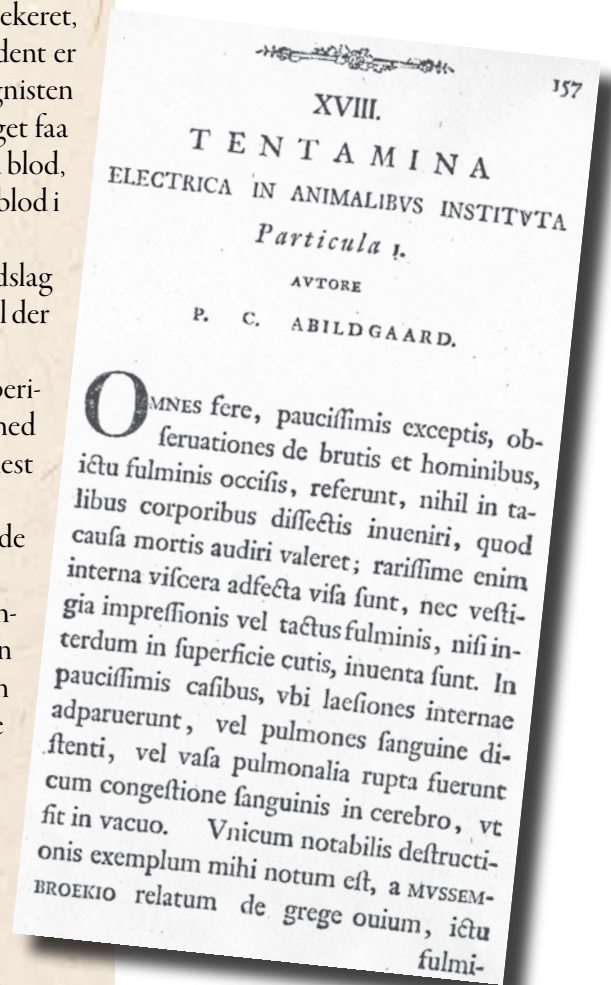 ekeret,
dent er
gnisten
get faa
blod,
blod i
dslag
l der
peri-
med
est
de
n-
n
n
e
157
XVIII.
TENTAMINA
ELECTRICA IN ANIMALIBVS INSTITVTA
Particula I.
AVTORE
P. C. ABILDGAARD.
OMNES fere, pauciſſimis exceptis, ob-
ſeruationes de brutis et hominibus,
ictu fulminis occiſis, referunt, nihil in ta-
libus corporibus diſſectis inueniri, quod
cauſa mortis audiri valeret; rariſſime enim
interna viſcera adfecta viſa ſunt, nec veſti-
gia impreſſionis vel tactus fulminis, niſi in-
terdum in ſuperficie cutis, inuenta ſunt. In
pauciſſimis caſibus, vbi laeſiones internae
adparuerunt, vel pulmones ſanguine di-
ſtenti, vel vaſa pulmonalia rupta fuerunt
cum congeſtione ſanguinis in cerebro, vt
fit in vacuo. Vnicum notabilis deſtructi-
onis exemplum mihi notum eſt, a MVSSEM-
BROEKIO relatum de grege ouium, ictu
fulmi-